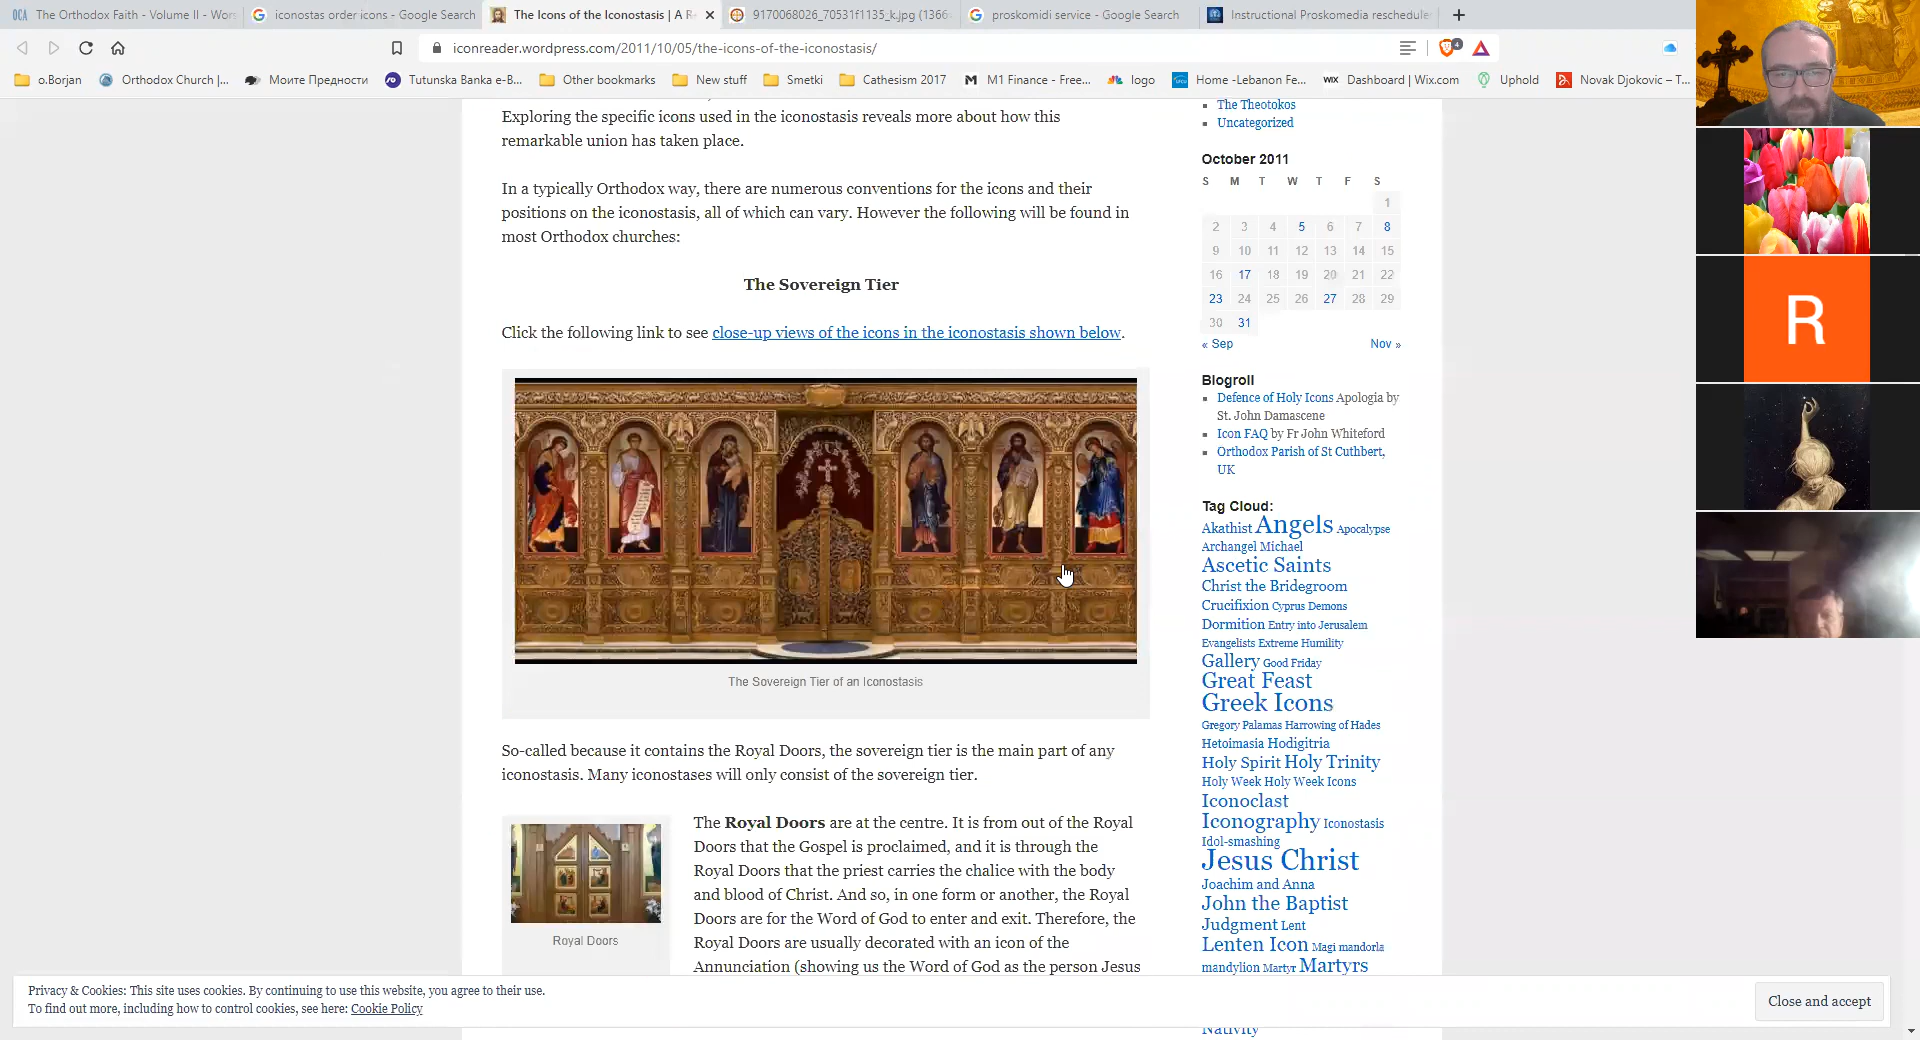 The Orthodox Faith - Volume II - Wors
iconostas order icons - Google Search
The Icons of the Iconostasis | A R
9170068026_70531f1135_k.jpg (1366
proskomidi service - Google Search
Instructional Proskomedia reschedule
iconreader.wordpress.com/2011/10/05/the-icons-of-the-iconostasis/
4
o.Borjan
Orthodox Church |...
Моите Предности
Tutunska Banka e-B...
Other bookmarks
New stuff
Smetki
Cathesism 2017
M1 Finance - Free...
logo
Home -Lebanon Fe...
WIX Dashboard | Wix.com
Uphold
Novak Djokovic – T...
Exploring the specific icons used in the iconostasis reveals more about how this
remarkable union has taken place.
In a typically Orthodox way, there are numerous conventions for the icons and their
positions on the iconostasis, all of which can vary. However the following will be found in
most Orthodox churches:
The Sovereign Tier
Click the following link to see close-up views of the icons in the iconostasis shown below.
The Sovereign Tier of an Iconostasis
So-called because it contains the Royal Doors, the sovereign tier is the main part of any
iconostasis. Many iconostases will only consist of the sovereign tier.
Royal Doors
The Royal Doors are at the centre. It is from out of the Royal
Doors that the Gospel is proclaimed, and it is through the
Royal Doors that the priest carries the chalice with the body
and blood of Christ. And so, in one form or another, the Royal
Doors are for the Word of God to enter and exit. Therefore, the
Royal Doors are usually decorated with an icon of the
Annunciation (showing us the Word of God as the person Jesus
The Theotokos
Uncategorized
October 2011
S M T W T F S
1
2 3 4 5 6 7 8
9 10 11 12 13 14 15
16 17 18 19 20 21 22
23 24 25 26 27 28 29
30 31
« Sep Nov »
Blogroll
Defence of Holy Icons Apologia by
St. John Damascene
Icon FAQ by Fr John Whiteford
Orthodox Parish of St Cuthbert,
UK
Tag Cloud:
Akathist Angels Apocalypse
Archangel Michael
Ascetic Saints
Christ the Bridegroom
Crucifixion Cyprus Demons
Dormition Entry into Jerusalem
Evangelists Extreme Humility
Gallery Good Friday
Great Feast
Greek Icons
Gregory Palamas Harrowing of Hades
Hetoimasia Hodigitria
Holy Spirit Holy Trinity
Holy Week Holy Week Icons
Iconoclast
Iconography Iconostasis
Idol-smashing
Jesus Christ
Joachim and Anna
John the Baptist
Judgment Lent
Lenten Icon Magi mandorla
mandylion Martyr Martyrs
Nativity
Privacy & Cookies: This site uses cookies. By continuing to use this website, you agree to their use.
To find out more, including how to control cookies, see here: Cookie Policy
Close and accept
R